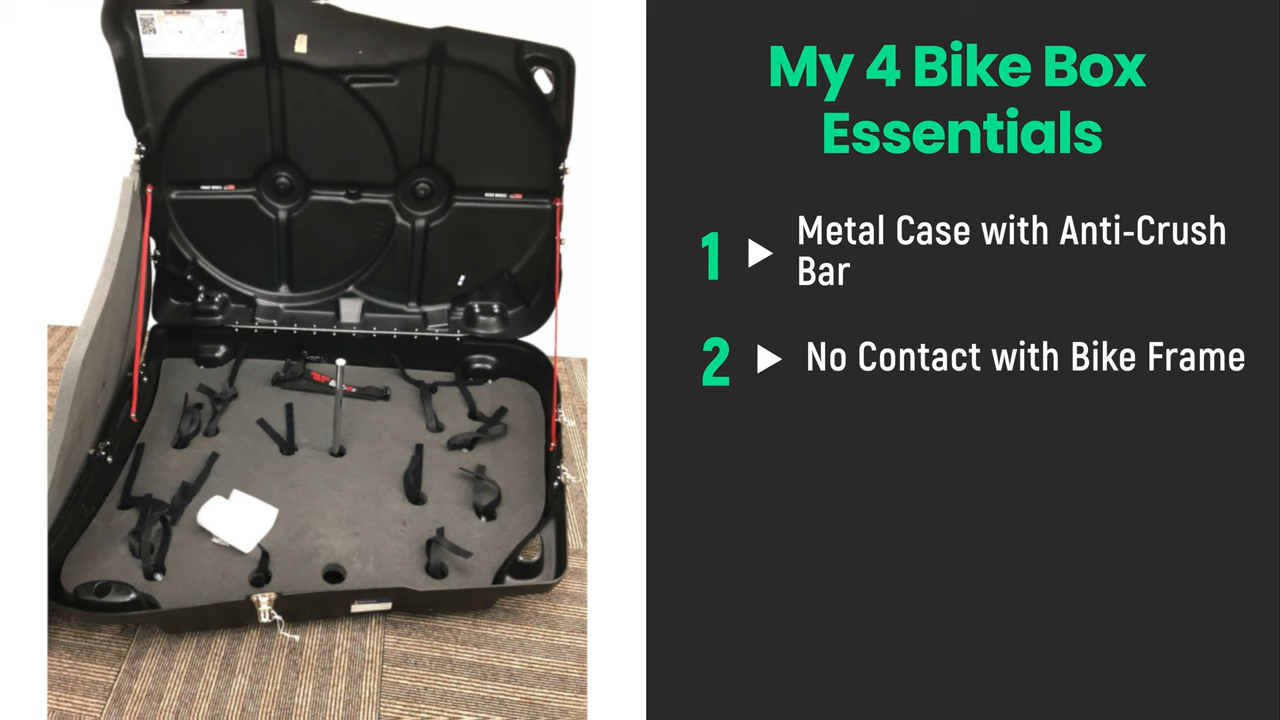 My 4 Bike Box
Essentials
1
Metal Case with Anti-Crush
Bar
2
No Contact with Bike Frame